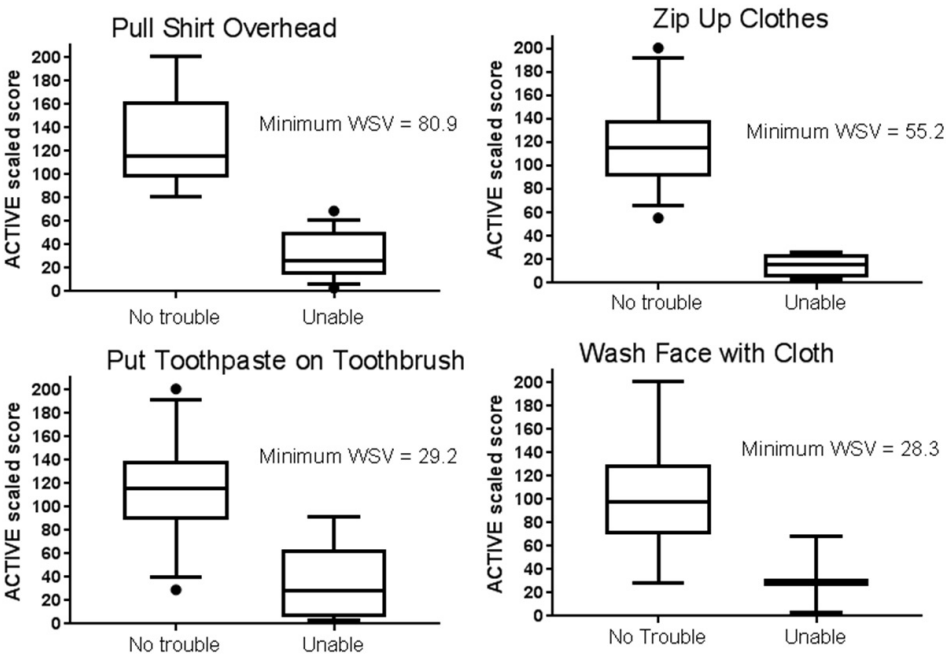 Pull Shirt Overhead
ACTIVE scaled score
200
180
160
140
120
100
80
60
40
20
0
Minimum WSV = 80.9
No trouble
Unable
Zip Up Clothes
ACTIVE scaled score
200
180
160
140
120
100
80
60
40
20
0
Minimum WSV = 55.2
No trouble
Unable
Put Toothpaste on Toothbrush
ACTIVE scaled score
200
180
160
140
120
100
80
60
40
20
0
Minimum WSV = 29.2
No trouble
Unable
Wash Face with Cloth
ACTIVE scaled score
200
180
160
140
120
100
80
60
40
20
0
Minimum WSV = 28.3
No Trouble
Unable